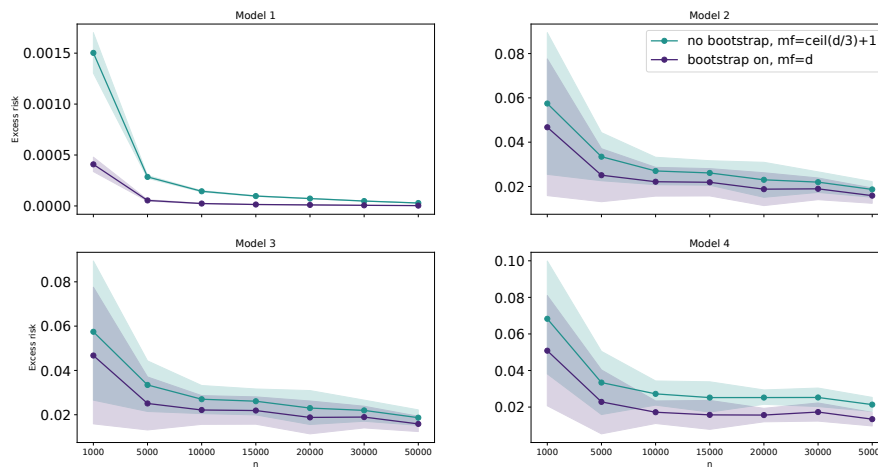 Model 1
Model 2
0.0015
0.0010
0.0005
0.0000
Excess risk
0.08
0.06
0.04
0.02
no bootstrap, mf=ceil(d/3)+1
bootstrap on, mf=d
Model 3
Model 4
0.08
0.06
0.04
0.02
Excess risk
1000 5000 10000 15000 20000 30000 50000
n
0.10
0.08
0.06
0.04
0.02
1000 5000 10000 15000 20000 30000 5000
n